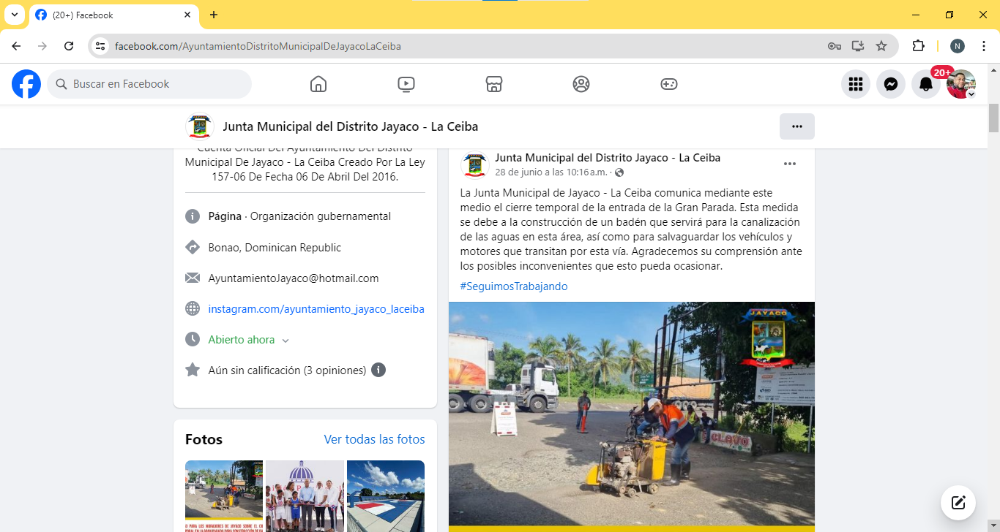 (20+) Facebook
facebook.com/AyuntamientoDistritoMunicipalDeJayacoLaCeiba
N
Buscar en Facebook
20+
Junta Municipal del Distrito Jayaco - La Ceiba
Cuenta Oficial Del Ayuntamiento Del Distrito
Municipal De Jayaco - La Ceiba Creado Por La Ley
157-06 De Fecha 06 De Abril Del 2016.
Página · Organización gubernamental
Bonao, Dominican Republic
AyuntamientoJayaco@hotmail.com
instagram.com/ayuntamiento_jayaco_laceiba
Abierto ahora
Aún sin calificación (3 opiniones)
Fotos
Ver todas las fotos
Junta Municipal del Distrito Jayaco - La Ceiba
28 de junio a las 10:16 a.m. ·
La Junta Municipal de Jayaco - La Ceiba comunica mediante este
medio el cierre temporal de la entrada de la Gran Parada. Esta medida
se debe a la construcción de un badén que servirá para la canalización
de las aguas en esta área, así como para salvaguardar los vehículos y
motores que transitan por esta vía. Agradecemos su comprensión ante
los posibles inconvenientes que esto pueda ocasionar.
#SeguimosTrabajando
JAYACO
CLAVO